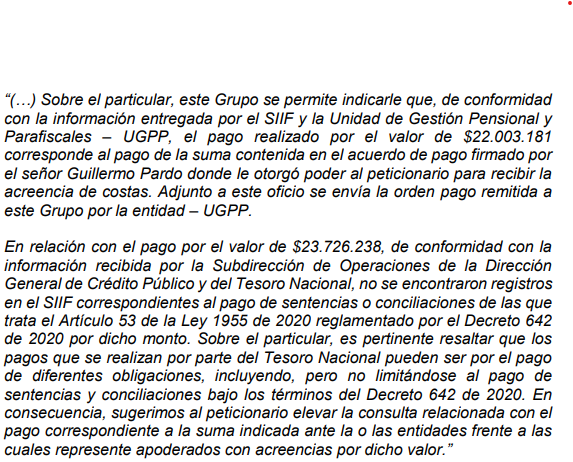 “(…) Sobre el particular, este Grupo se permite indicarle que, de conformidad
con la información entregada por el SIIF y la Unidad de Gestión Pensional y
Parafiscales – UGPP, el pago realizado por el valor de $22.003.181
corresponde al pago de la suma contenida en el acuerdo de pago firmado por
el señor Guillermo Pardo donde le otorgó poder al peticionario para recibir la
acreencia de costas. Adjunto a este oficio se envía la orden pago remitida a
este Grupo por la entidad – UGPP.
En relación con el pago por el valor de $23.726.238, de conformidad con la
información recibida por la Subdirección de Operaciones de la Dirección
General de Crédito Público y del Tesoro Nacional, no se encontraron registros
en el SIIF correspondientes al pago de sentencias o conciliaciones de las que
trata el Artículo 53 de la Ley 1955 de 2020 reglamentado por el Decreto 642
de 2020 por dicho monto. Sobre el particular, es pertinente resaltar que los
pagos que se realizan por parte del Tesoro Nacional pueden ser por el pago
de diferentes obligaciones, incluyendo, pero no limitándose al pago de
sentencias y conciliaciones bajo los términos del Decreto 642 de 2020. En
consecuencia, sugerimos al peticionario elevar la consulta relacionada con el
pago correspondiente a la suma indicada ante la o las entidades frente a las
cuales represente apoderados con acreencias por dicho valor.”